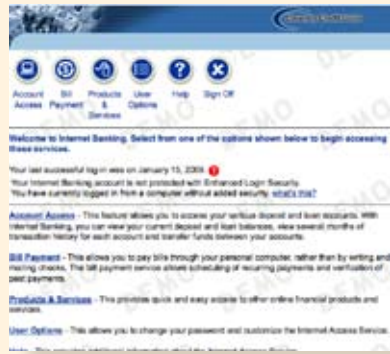 DEMO
Account Access
Bill Payment
Products & Services
User Options
Help
Sign Off
Welcome to Internet Banking. Select from one of the options shown below to begin accessing
these services.
Your last successful log in was on January 13, 2009.
Your Internet Banking account is not protected with Enhanced Login Security.
You have currently logged in from a computer without added security. what's this?
Account Access - This feature allows you to access your various deposit and loan accounts. With
Internet Banking, you can view your current deposit and loan balances, view several months of
transaction history for each account and transfer funds between your accounts.
Bill Payment - This allows you to pay bills through your personal computer, rather than by writing and
mailing checks. The bill payment service allows scheduling of recurring payments and verification of
past payments.
Products & Services - This provides quick and easy access to other online financial products and
services.
User Options - This allows you to change your password and customize the Internet Access Service.